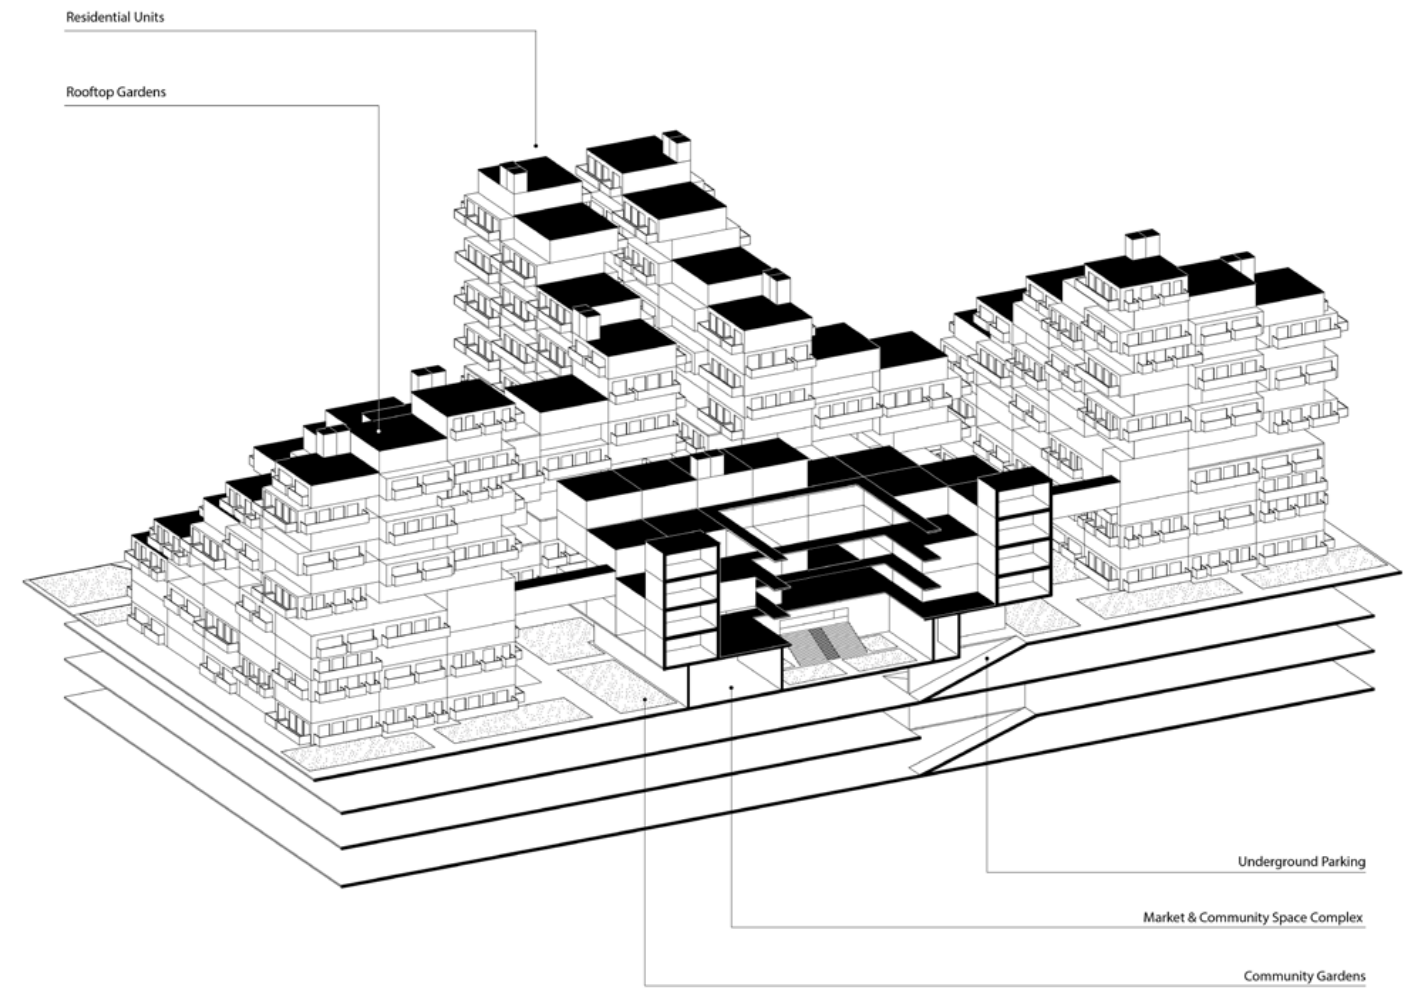 Residential Units
Rooftop Gardens
Underground Parking
Market & Community Space Complex
Community Gardens